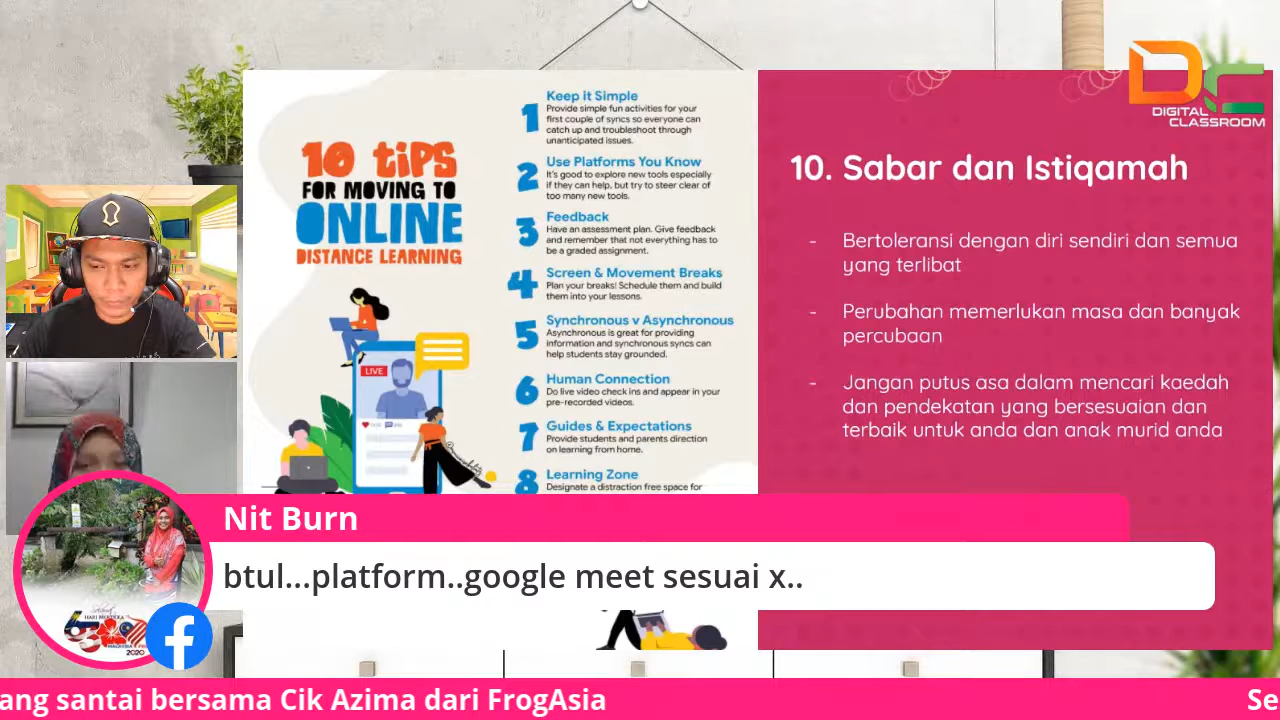 10 TIPS
FOR MOVING TO
ONLINE
DISTANCE LEARNING
LIVE
1
Keep it Simple
Provide simple fun activities for your
first couple of syncs so everyone can
catch up and troubleshoot through
unanticipated issues.
2
Use Platforms You Know
It's good to explore new tools especially
if they can help, but try to steer clear of
too many new tools.
3
Feedback
Have an assessment plan. Give feedback
and remember that not everything has to
be a graded assignment.
4
Screen & Movement Breaks
Plan your breaks! Schedule them and build
them into your lessons.
5
Synchronous v Asynchronous
Asynchronous is great for providing
information and synchronous syncs can
help students stay grounded.
6
Human Connection
Do live video check ins and appear in your
pre-recorded videos.
7
Guides & Expectations
Provide students and parents direction
on learning from home.
8
Learning Zone
Designate a distraction free space for
DC
DIGITAL
CLASSROOM
10. Sabar dan Istiqamah
- Bertoleransi dengan diri sendiri dan semua
yang terlibat
- Perubahan memerlukan masa dan banyak
percubaan
- Jangan putus asa dalam mencari kaedah
dan pendekatan yang bersesuaian dan
terbaik untuk anda dan anak murid anda
Nit Burn
btul...platform..google meet sesuai x..
HARI MERDEKA
2020
f
ang santai bersama Cik Azima dari FrogAsia
Se